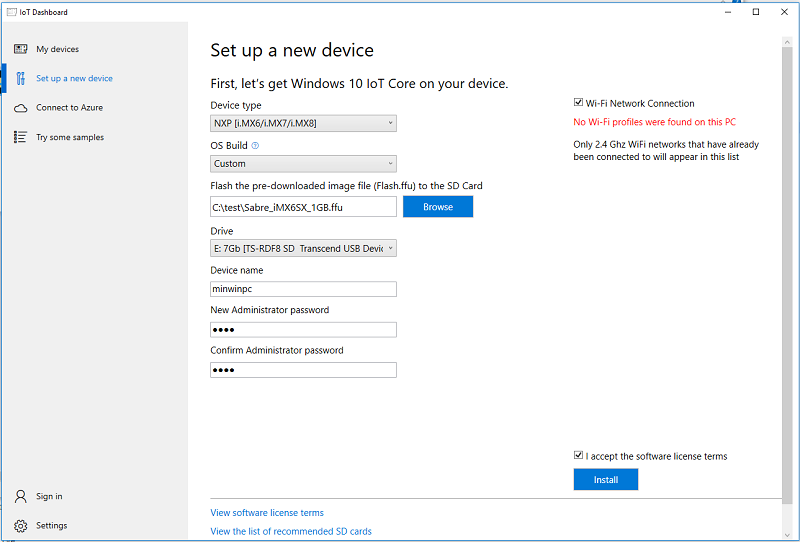 IoT Dashboard
My devices
Set up a new device
Connect to Azure
Try some samples
Sign in
Settings
Set up a new device
First, let's get Windows 10 IoT Core on your device.
Device type
NXP [i.MX6/i.MX7/i.MX8]
OS Build
Custom
Flash the pre-downloaded image file (Flash.ffu) to the SD Card
C:\test\Sabre_iMX6SX_1GB.ffu
Browse
Drive
E: 7Gb [TS-RDF8 SD Transcend USB Devic
Device name
minwinpc
New Administrator password
●●●●
Confirm Administrator password
●●●●
Wi-Fi Network Connection
No Wi-Fi profiles were found on this PC
Only 2.4 Ghz WiFi networks that have already
been connected to will appear in this list
I accept the software license terms
Install
View software license terms
View the list of recommended SD cards